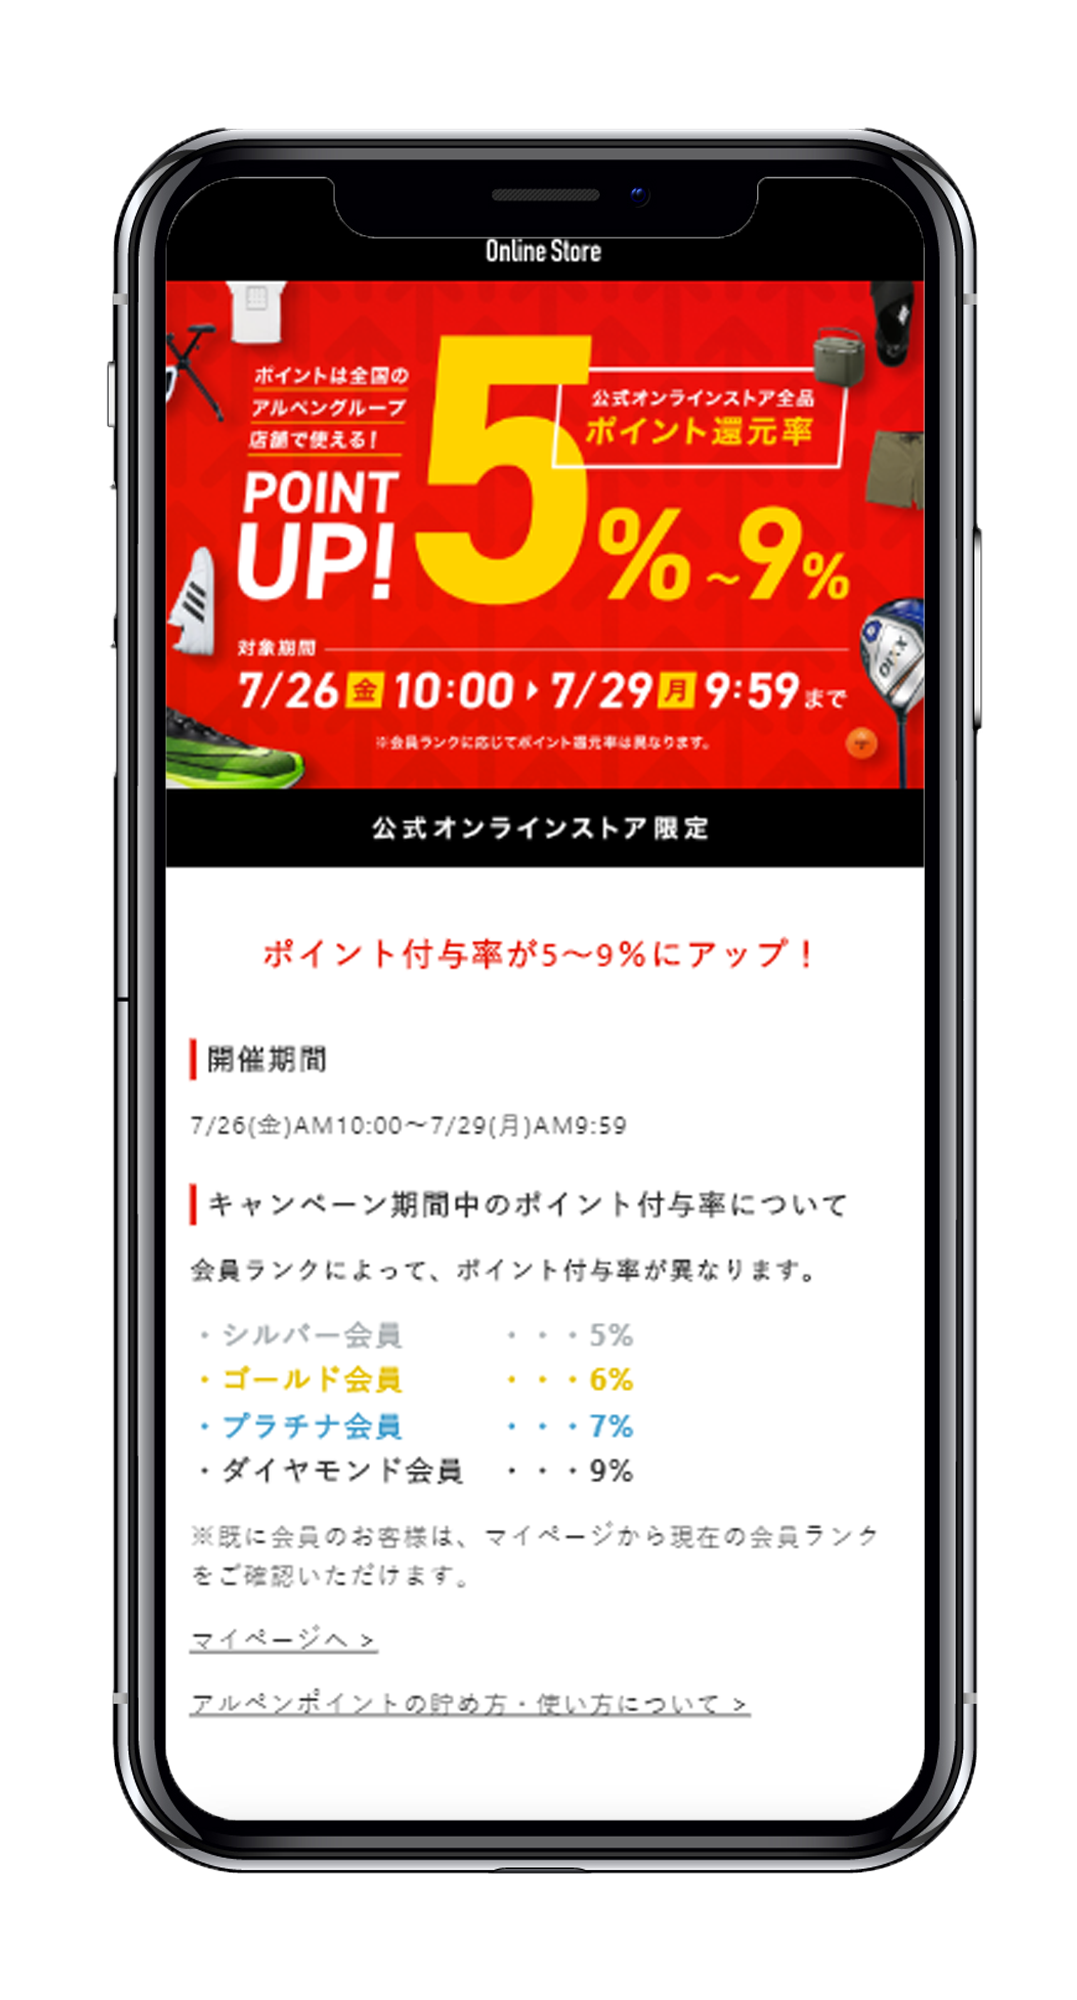 Online Store
ポイントは全国の
アルペングループ
店舗で使える！
POINT
UP!
公式オンラインストア全品
ポイント還元率
5%~9%
対象期間
7/26金10:00▶7/29月9:59まで
※会員ランクに応じてポイント還元率は異なります。
公式オンラインストア限定
ポイント付与率が5～9％にアップ！
開催期間
7/26(金)AM10:00～7/29(月)AM9:59
キャンペーン期間中のポイント付与率について
会員ランクによって、ポイント付与率が異なります。
・シルバー会員 ・・・5%
・ゴールド会員 ・・・6%
・プラチナ会員 ・・・7%
・ダイヤモンド会員 ・・・9%
※既に会員のお客様は、マイページから現在の会員ランク
をご確認いただけます。
マイページへ >
アルペンポイントの貯め方・使い方について >